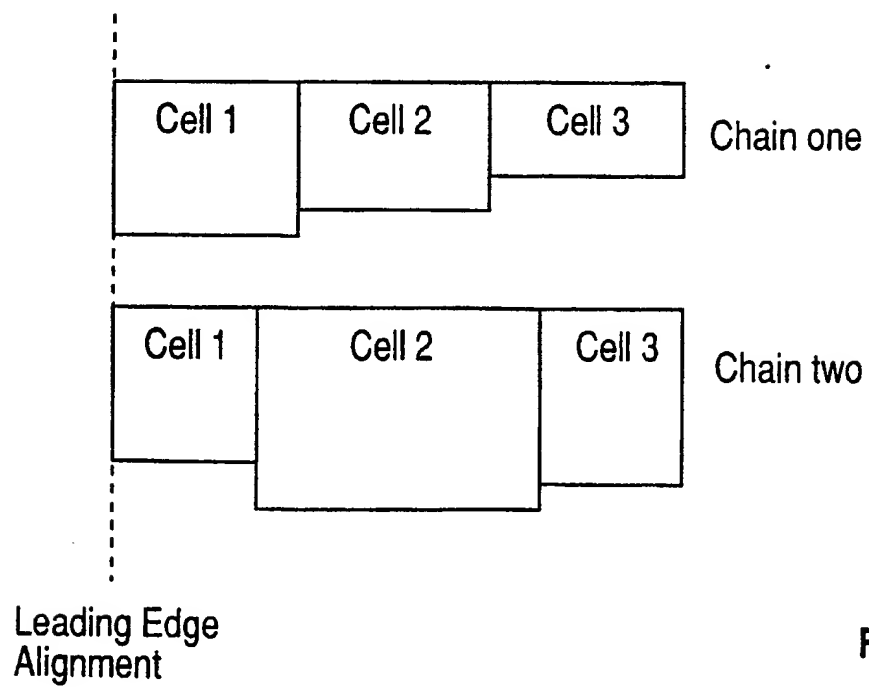 Cell 1
Cell 2
Cell 3
Chain one
Cell 1
Cell 2
Cell 3
Chain two
Leading Edge
Alignment